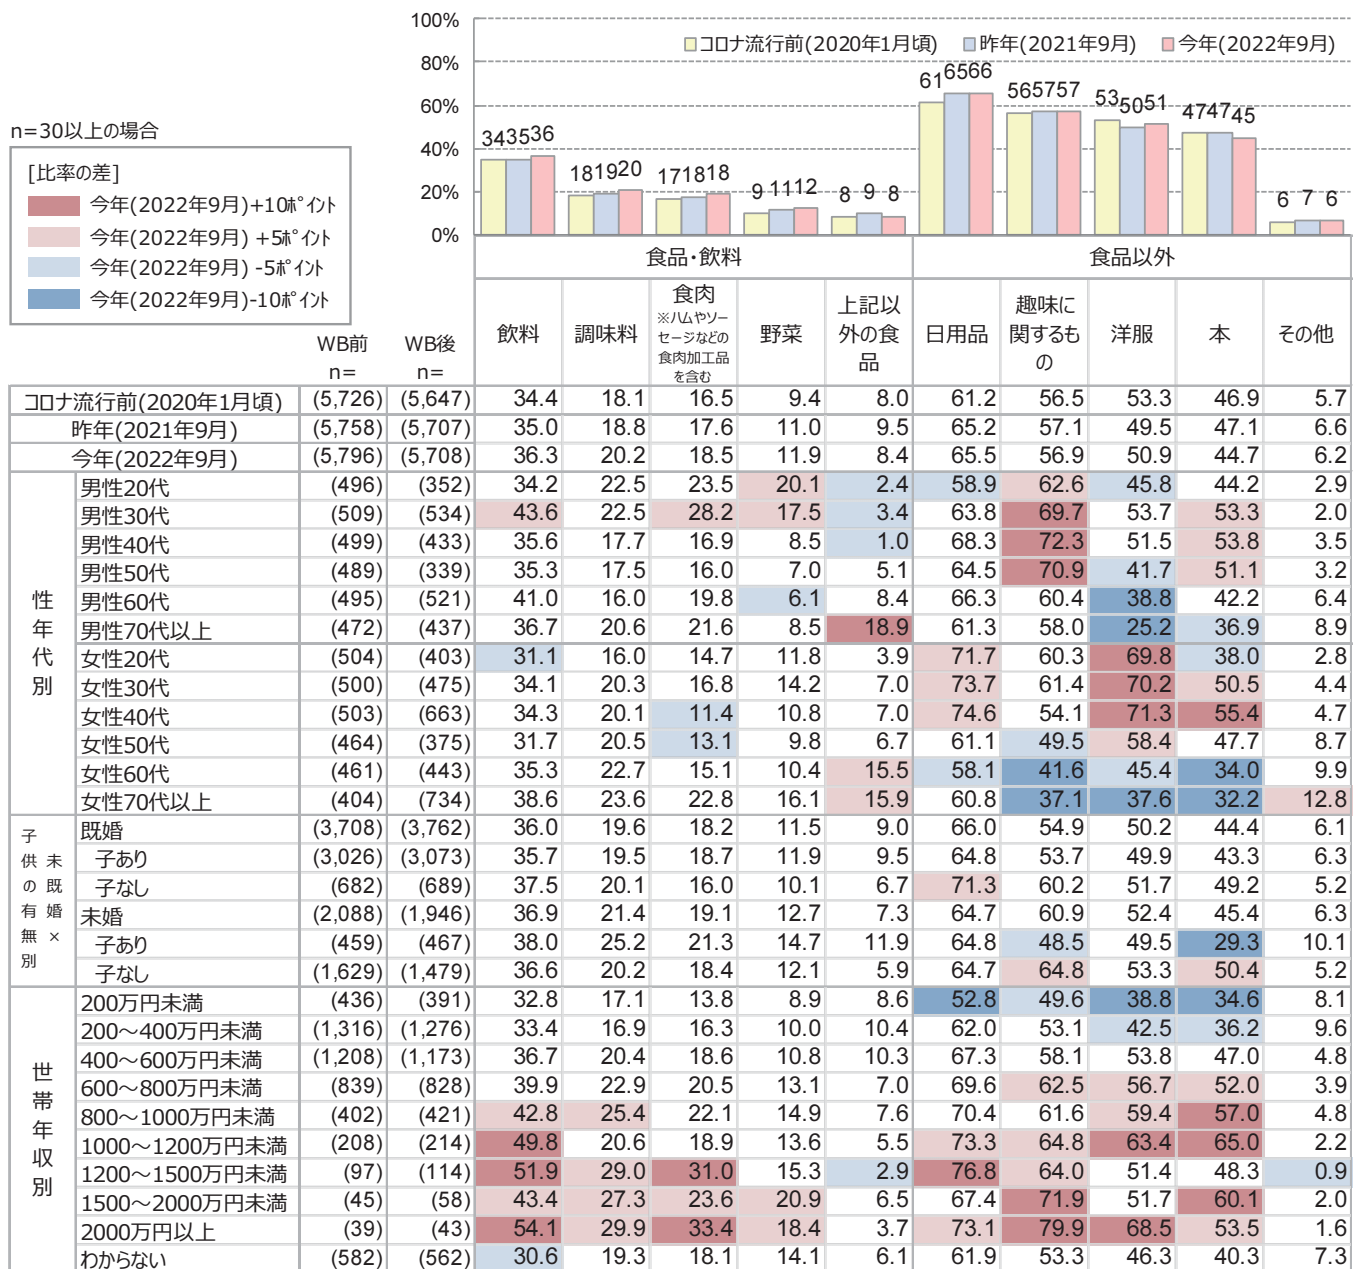 100%
80%
60%
40%
20%
0%
コロナ流行前(2020年1月頃) 昨年(2021年9月) 今年(2022年9月)
34 35 36 18 19 20 17 18 18 9 11 12 8 9 8 61 65 66 56 57 57 53 50 51 47 47 45 6 7 6
n=30以上の場合
[比率の差]
今年(2022年9月)+10ﾎﾟｲﾝﾄ
今年(2022年9月) +5ﾎﾟｲﾝﾄ
今年(2022年9月) -5ﾎﾟｲﾝﾄ
今年(2022年9月)-10ﾎﾟｲﾝﾄ
食品・飲料 食品以外
WB前
n=
WB後
n=
飲料
調味料
食肉
※ハムやソー
セージなどの
食肉加工品
を含む
野菜
上記以
外の食
品
日用品
趣味に
関するも
の
洋服
本
その他
コロナ流行前(2020年1月頃) (5,726) (5,647) 34.4 18.1 16.5 9.4 8.0 61.2 56.5 53.3 46.9 5.7
昨年(2021年9月) (5,758) (5,707) 35.0 18.8 17.6 11.0 9.5 65.2 57.1 49.5 47.1 6.6
今年(2022年9月) (5,796) (5,708) 36.3 20.2 18.5 11.9 8.4 65.5 56.9 50.9 44.7 6.2
性年代別
男性20代 (496) (352) 34.2 22.5 23.5 20.1 2.4 58.9 62.6 45.8 44.2 2.9
男性30代 (509) (534) 43.6 22.5 28.2 17.5 3.4 63.8 69.7 53.7 53.3 2.0
男性40代 (499) (433) 35.6 17.7 16.9 8.5 1.0 68.3 72.3 51.5 53.8 3.5
男性50代 (489) (339) 35.3 17.5 16.0 7.0 5.1 64.5 70.9 41.7 51.1 3.2
男性60代 (495) (521) 41.0 16.0 19.8 6.1 8.4 66.3 60.4 38.8 42.2 6.4
男性70代以上 (472) (437) 36.7 20.6 21.6 8.5 18.9 61.3 58.0 25.2 36.9 8.9
女性20代 (504) (403) 31.1 16.0 14.7 11.8 3.9 71.7 60.3 69.8 38.0 2.8
女性30代 (500) (475) 34.1 20.3 16.8 14.2 7.0 73.7 61.4 70.2 50.5 4.4
女性40代 (503) (663) 34.3 20.1 11.4 10.8 7.0 74.6 54.1 71.3 55.4 4.7
女性50代 (464) (375) 31.7 20.5 13.1 9.8 6.7 61.1 49.5 58.4 47.7 8.7
女性60代 (461) (443) 35.3 22.7 15.1 10.4 15.5 58.1 41.6 45.4 34.0 9.9
女性70代以上 (404) (734) 38.6 23.6 22.8 16.1 15.9 60.8 37.1 37.6 32.2 12.8
未既婚×
子供の有無別
既婚 (3,708) (3,762) 36.0 19.6 18.2 11.5 9.0 66.0 54.9 50.2 44.4 6.1
子あり (3,026) (3,073) 35.7 19.5 18.7 11.9 9.5 64.8 53.7 49.9 43.3 6.3
子なし (682) (689) 37.5 20.1 16.0 10.1 6.7 71.3 60.2 51.7 49.2 5.2
未婚 (2,088) (1,946) 36.9 21.4 19.1 12.7 7.3 64.7 60.9 52.4 45.4 6.3
子あり (459) (467) 38.0 25.2 21.3 14.7 11.9 64.8 48.5 49.5 29.3 10.1
子なし (1,629) (1,479) 36.6 20.2 18.4 12.1 5.9 64.7 64.8 53.3 50.4 5.2
世帯年収別
200万円未満 (436) (391) 32.8 17.1 13.8 8.9 8.6 52.8 49.6 38.8 34.6 8.1
200～400万円未満 (1,316) (1,276) 33.4 16.9 16.3 10.0 10.4 62.0 53.1 42.5 36.2 9.6
400～600万円未満 (1,208) (1,173) 36.7 20.4 18.6 10.8 10.3 67.3 58.1 53.8 47.0 4.8
600～800万円未満 (839) (828) 39.9 22.9 20.5 13.1 7.0 69.6 62.5 56.7 52.0 3.9
800～1000万円未満 (402) (421) 42.8 25.4 22.1 14.9 7.6 70.4 61.6 59.4 57.0 4.8
1000～1200万円未満 (208) (214) 49.8 20.6 18.9 13.6 5.5 73.3 64.8 63.4 65.0 2.2
1200～1500万円未満 (97) (114) 51.9 29.0 31.0 15.3 2.9 76.8 64.0 51.4 48.3 0.9
1500～2000万円未満 (45) (58) 43.4 27.3 23.6 20.9 6.5 67.4 71.9 51.7 60.1 2.0
2000万円以上 (39) (43) 54.1 29.9 33.4 18.4 3.7 73.1 79.9 68.5 53.5 1.6
わからない (582) (562) 30.6 19.3 18.1 14.1 6.1 61.9 53.3 46.3 40.3 7.3